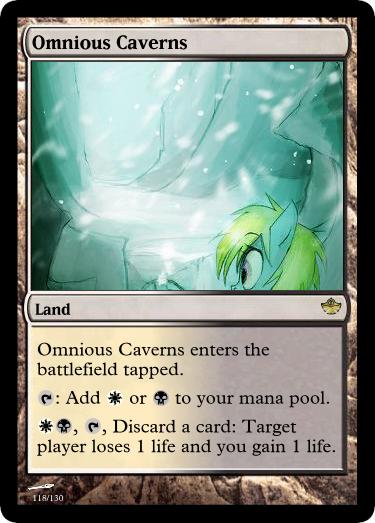 Omnious Caverns
Land
Omnious Caverns enters the
battlefield tapped.
: Add or to your mana pool.
, , Discard a card: Target
player loses 1 life and you gain 1 life.
118/130